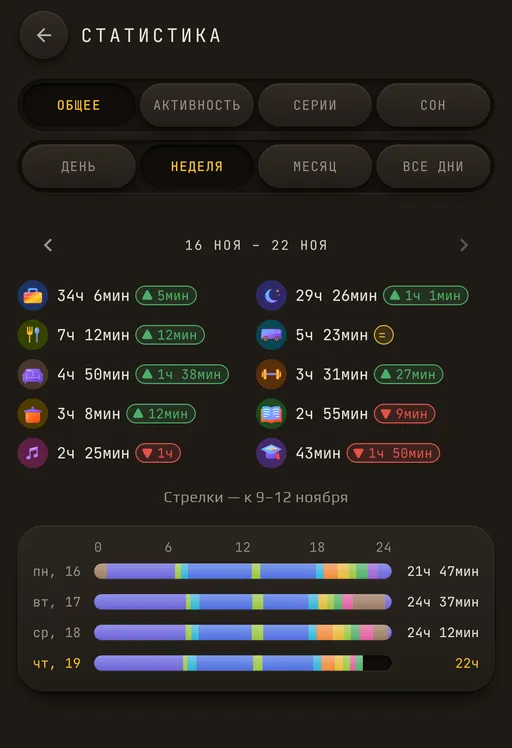 СТАТИСТИКА
ОБЩЕЕ АКТИВНОСТЬ СЕРИИ СОН
ДЕНЬ НЕДЕЛЯ МЕСЯЦ ВСЕ ДНИ
16 НОЯ – 22 НОЯ
34ч 6мин ▲ 5мин 29ч 26мин ▲ 1ч 1мин
7ч 12мин ▲ 12мин 5ч 23мин =
4ч 50мин ▲ 1ч 38мин 3ч 31мин ▲ 27мин
3ч 8мин ▲ 12мин 2ч 55мин ▼ 9мин
2ч 25мин ▼ 1ч 43мин ▼ 1ч 50мин
Стрелки — к 9–12 ноября
0 6 12 18 24
пн, 16 21ч 47мин
вт, 17 24ч 37мин
ср, 18 24ч 12мин
чт, 19 22ч